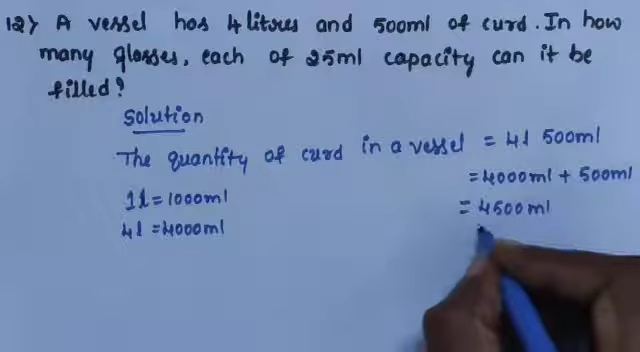 12) A vessel has 4 litres and 500ml of curd. In how
many glasses, each of 25ml capacity can it be
filled?
Solution
The quantity of curd in a vessel = 4l 500ml
= 4000ml + 500ml
1l = 1000ml
= 4500ml
4l = 4000ml